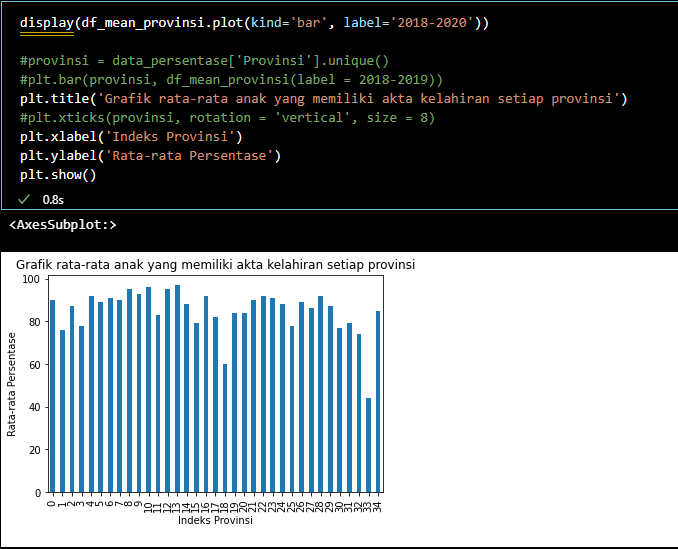 display(df_mean_provinsi.plot(kind='bar', label='2018-2020'))
#provinsi = data_persentase['Provinsi'].unique()
#plt.bar(provinsi, df_mean_provinsi(label = 2018-2019))
plt.title('Grafik rata-rata anak yang memiliki akta kelahiran setiap provinsi')
#plt.xticks(provinsi, rotation = 'vertical', size = 8)
plt.xlabel('Indeks Provinsi')
plt.ylabel('Rata-rata Persentase')
plt.show()
0.8s
<AxesSubplot:>
Grafik rata-rata anak yang memiliki akta kelahiran setiap provinsi
Rata-rata Persentase
100
80
60
40
20
0
0 1 2 3 4 5 6 7 8 9 10 11 12 13 14 15 16 17 18 19 20 21 22 23 24 25 26 27 28 29 30 31 32 33 34
Indeks Provinsi